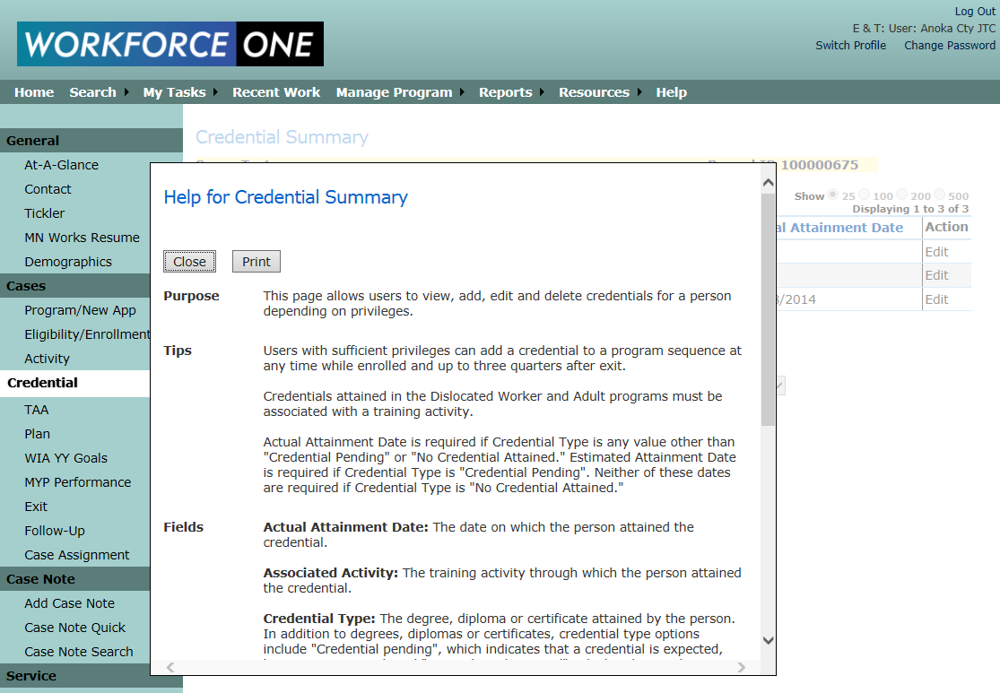 Log Out
E & T: User: Anoka Cty JTC
Switch Profile Change Password
WORKFORCE ONE
Home Search My Tasks Recent Work Manage Program Reports Resources Help
General
At-A-Glance
Contact
Tickler
MN Works Resume
Demographics
Cases
Program/New App
Eligibility/Enrollment
Activity
Credential
TAA
Plan
WIA YY Goals
MYP Performance
Exit
Follow-Up
Case Assignment
Case Note
Add Case Note
Case Note Quick
Case Note Search
Service
Credential Summary
100000675
Show 25 100 200 500
Displaying 1 to 3 of 3
Attainment Date Action
Edit
Edit
/2014 Edit
Help for Credential Summary
Close Print
Purpose This page allows users to view, add, edit and delete credentials for a person
depending on privileges.
Tips Users with sufficient privileges can add a credential to a program sequence at
any time while enrolled and up to three quarters after exit.
Credentials attained in the Dislocated Worker and Adult programs must be
associated with a training activity.
Actual Attainment Date is required if Credential Type is any value other than
"Credential Pending" or "No Credential Attained." Estimated Attainment Date
is required if Credential Type is "Credential Pending". Neither of these dates
are required if Credential Type is "No Credential Attained."
Fields Actual Attainment Date: The date on which the person attained the
credential.
Associated Activity: The training activity through which the person attained
the credential.
Credential Type: The degree, diploma or certificate attained by the person.
In addition to degrees, diplomas or certificates, credential type options
include "Credential pending", which indicates that a credential is expected,